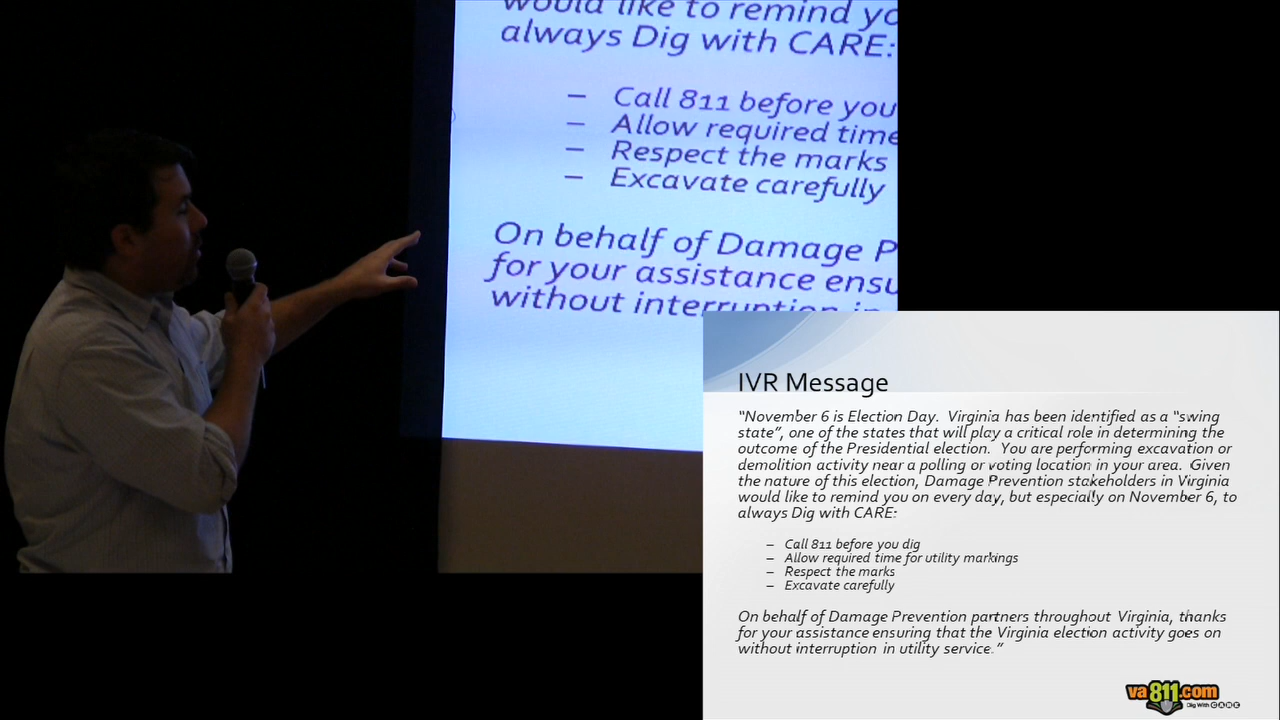 would like to remind yo
always Dig with CARE:
– Call 811 before you
– Allow required time
– Respect the marks
– Excavate carefully
On behalf of Damage P
for your assistance ensu
without interruption in
IVR Message
“November 6 is Election Day. Virginia has been identified as a “swing
state”, one of the states that will play a critical role in determining the
outcome of the Presidential election. You are performing excavation or
demolition activity near a polling or voting location in your area. Given
the nature of this election, Damage Prevention stakeholders in Virginia
would like to remind you on every day, but especially on November 6, to
always Dig with CARE:
– Call 811 before you dig
– Allow required time for utility markings
– Respect the marks
– Excavate carefully
On behalf of Damage Prevention partners throughout Virginia, thanks
for your assistance ensuring that the Virginia election activity goes on
without interruption in utility service.”
va811.com
Dig With CARE